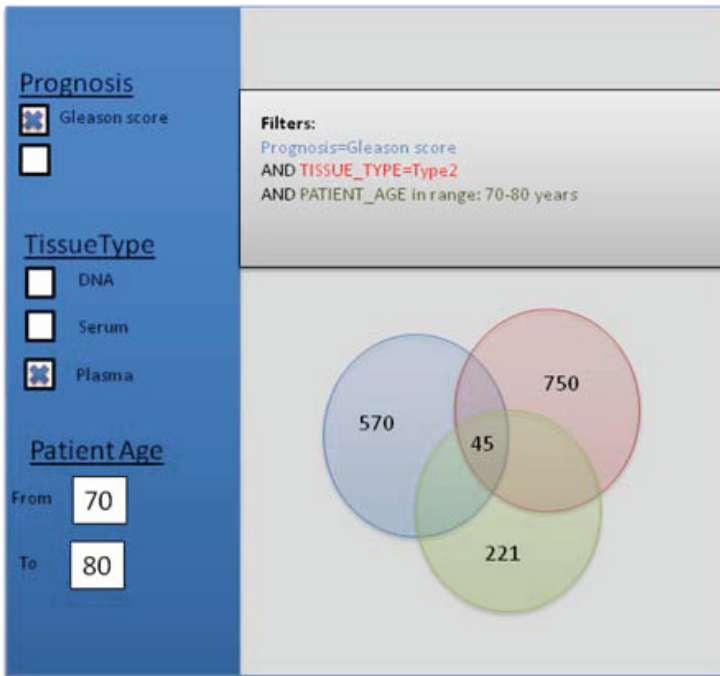 Prognosis
Gleason score
TissueType
DNA
Serum
Plasma
Patient Age
From 70
To 80
Filters:
Prognosis=Gleason score
AND TISSUE_TYPE=Type2
AND PATIENT_AGE in range: 70-80 years
750
570
45
221